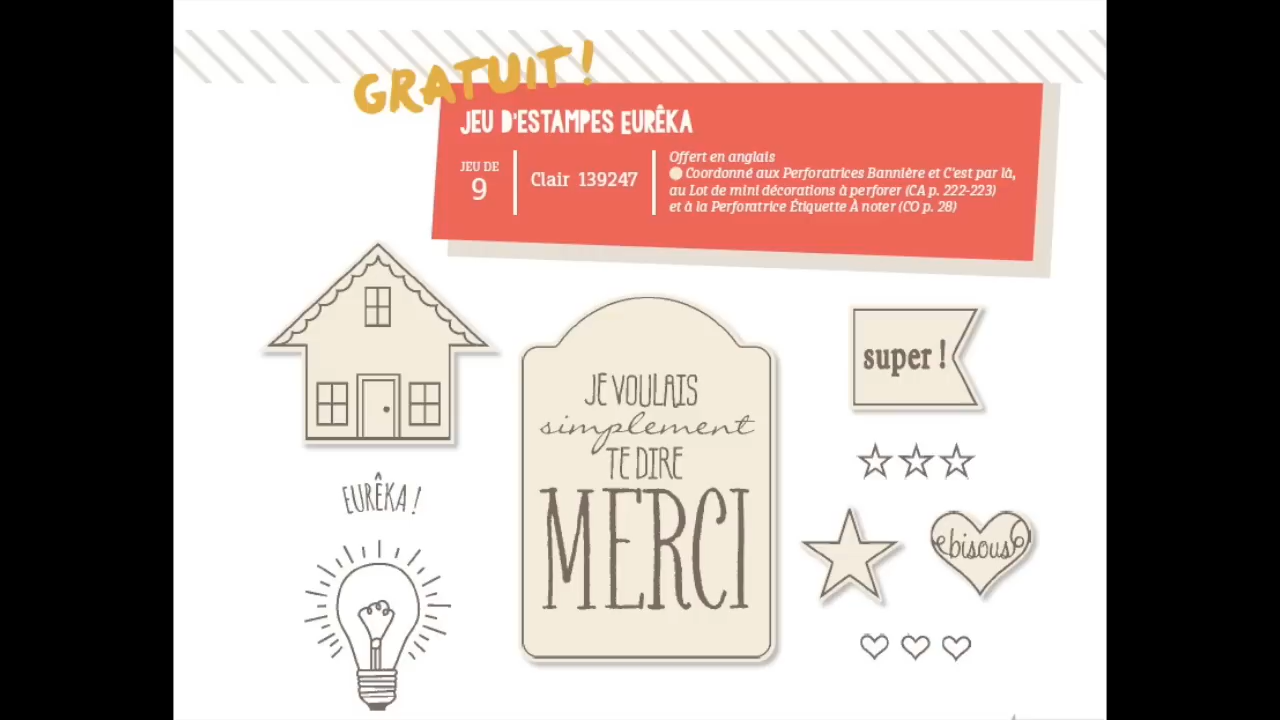 GRATUIT !
JEU D'ESTAMPES EURÊKA
JEU DE
9
Clair 139247
Offert en anglais
Coordonné aux Perforatrices Bannière et C'est par là,
au Lot de mini décorations à perforer (CA p. 222-223)
et à la Perforatrice Étiquette À noter (CO p. 28)
JE VOULAIS
simplement
TE DIRE
MERCI
super !
EURÊKA !
bisous